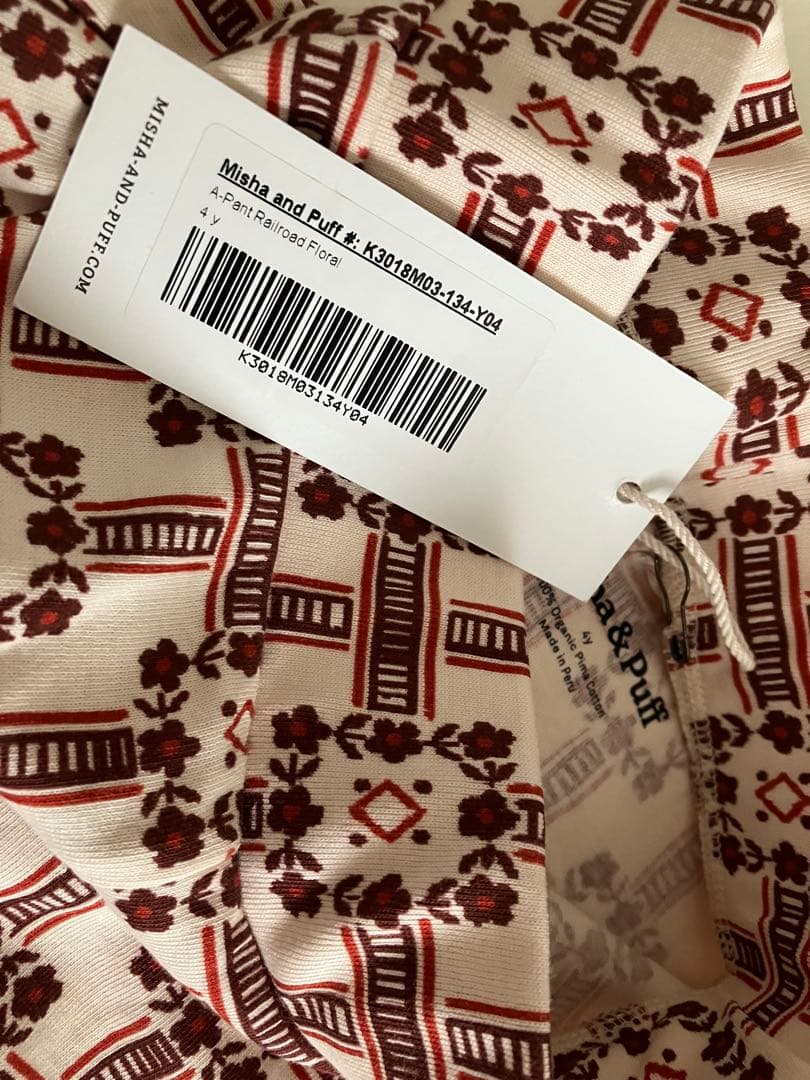 MISHA-AND-PUFF.COM
Misha and Puff #: K3018M03-134-Y04
A-Pant Railroad Floral
4 y
K3018M03134Y04
&Puff
Organic Pima Cotton
4y
Made in Peru